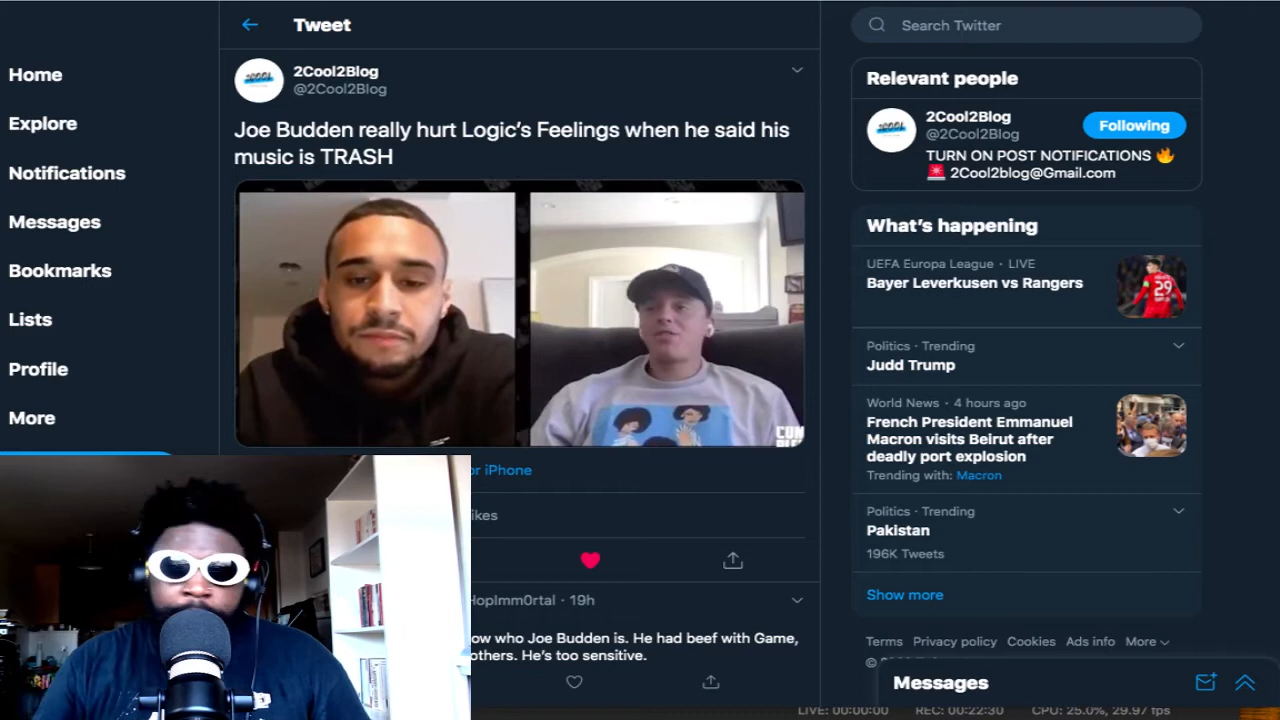 Tweet
Search Twitter
Home
Explore
Notifications
Messages
Bookmarks
Lists
Profile
More
2Cool2Blog
@2Cool2Blog
Joe Budden really hurt Logic's Feelings when he said his
music is TRASH
or iPhone
ikes
HopImm0rtal · 19h
ow who Joe Budden is. He had beef with Game,
others. He's too sensitive.
Relevant people
2Cool2Blog
@2Cool2Blog
Following
TURN ON POST NOTIFICATIONS 🔥
🚨 2Cool2blog@Gmail.com
What's happening
UEFA Europa League · LIVE
Bayer Leverkusen vs Rangers
Politics · Trending
Judd Trump
World News · 4 hours ago
French President Emmanuel
Macron visits Beirut after
deadly port explosion
Trending with: Macron
Politics · Trending
Pakistan
196K Tweets
Show more
Terms Privacy policy Cookies Ads info More
©
Messages
LIVE: 00:00:00 REC: 00:22:30 CPU: 25.0%, 29.97 fps